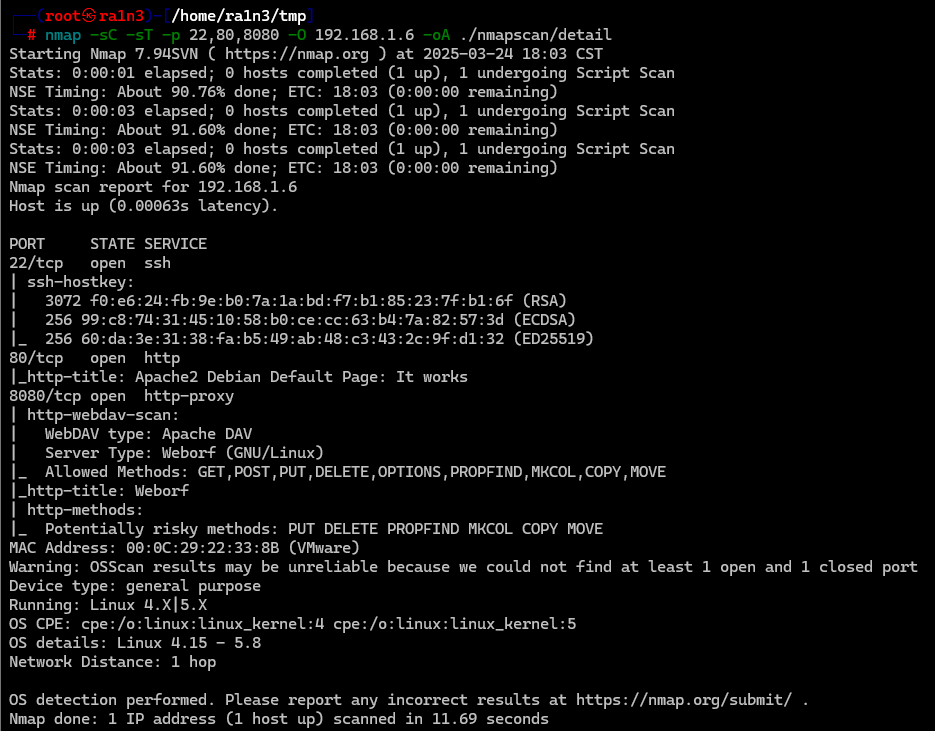 ┌──(root㉿ra1n3)-[/home/ra1n3/tmp]
└─# nmap -sC -sT -p 22,80,8080 -O 192.168.1.6 -oA ./nmapscan/detail
Starting Nmap 7.94SVN ( https://nmap.org ) at 2025-03-24 18:03 CST
Stats: 0:00:01 elapsed; 0 hosts completed (1 up), 1 undergoing Script Scan
NSE Timing: About 90.76% done; ETC: 18:03 (0:00:00 remaining)
Stats: 0:00:03 elapsed; 0 hosts completed (1 up), 1 undergoing Script Scan
NSE Timing: About 91.60% done; ETC: 18:03 (0:00:00 remaining)
Stats: 0:00:03 elapsed; 0 hosts completed (1 up), 1 undergoing Script Scan
NSE Timing: About 91.60% done; ETC: 18:03 (0:00:00 remaining)
Nmap scan report for 192.168.1.6
Host is up (0.00063s latency).

PORT     STATE SERVICE
22/tcp   open  ssh
| ssh-hostkey:
|   3072 f0:e6:24:fb:9e:b0:7a:1a:bd:f7:b1:85:23:7f:b1:6f (RSA)
|   256 99:c8:74:31:45:10:58:b0:ce:cc:63:b4:7a:82:57:3d (ECDSA)
|_  256 60:da:3e:31:38:fa:b5:49:ab:48:c3:43:2c:9f:d1:32 (ED25519)
80/tcp   open  http
|_http-title: Apache2 Debian Default Page: It works
8080/tcp open  http-proxy
| http-webdav-scan:
|   WebDAV type: Apache DAV
|   Server Type: Weborf (GNU/Linux)
|_  Allowed Methods: GET,POST,PUT,DELETE,OPTIONS,PROPFIND,MKCOL,COPY,MOVE
|_http-title: Weborf
| http-methods:
|_  Potentially risky methods: PUT DELETE PROPFIND MKCOL COPY MOVE
MAC Address: 00:0C:29:22:33:8B (VMware)
Warning: OSScan results may be unreliable because we could not find at least 1 open and 1 closed port
Device type: general purpose
Running: Linux 4.X|5.X
OS CPE: cpe:/o:linux:linux_kernel:4 cpe:/o:linux:linux_kernel:5
OS details: Linux 4.15 - 5.8
Network Distance: 1 hop

OS detection performed. Please report any incorrect results at https://nmap.org/submit/ .
Nmap done: 1 IP address (1 host up) scanned in 11.69 seconds